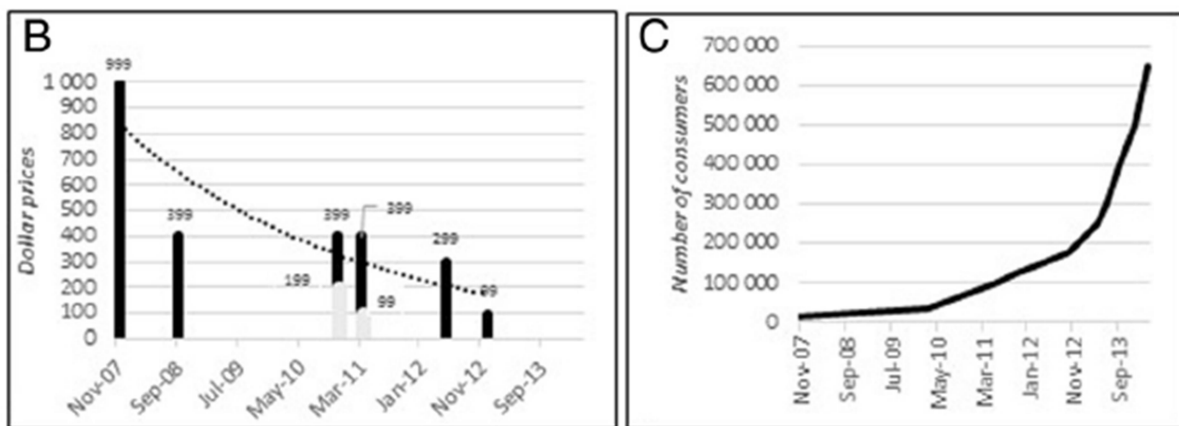 B
Dollar prices
1 000
900
800
700
600
500
400
300
200
100
0
999
399
399
199
399
99
299
99
Nov-07
Sep-08
Jul-09
May-10
Mar-11
Jan-12
Nov-12
Sep-13
C
Number of consumers
700 000
600 000
500 000
400 000
300 000
200 000
100 000
0
Nov-07
Sep-08
Jul-09
May-10
Mar-11
Jan-12
Nov-12
Sep-13